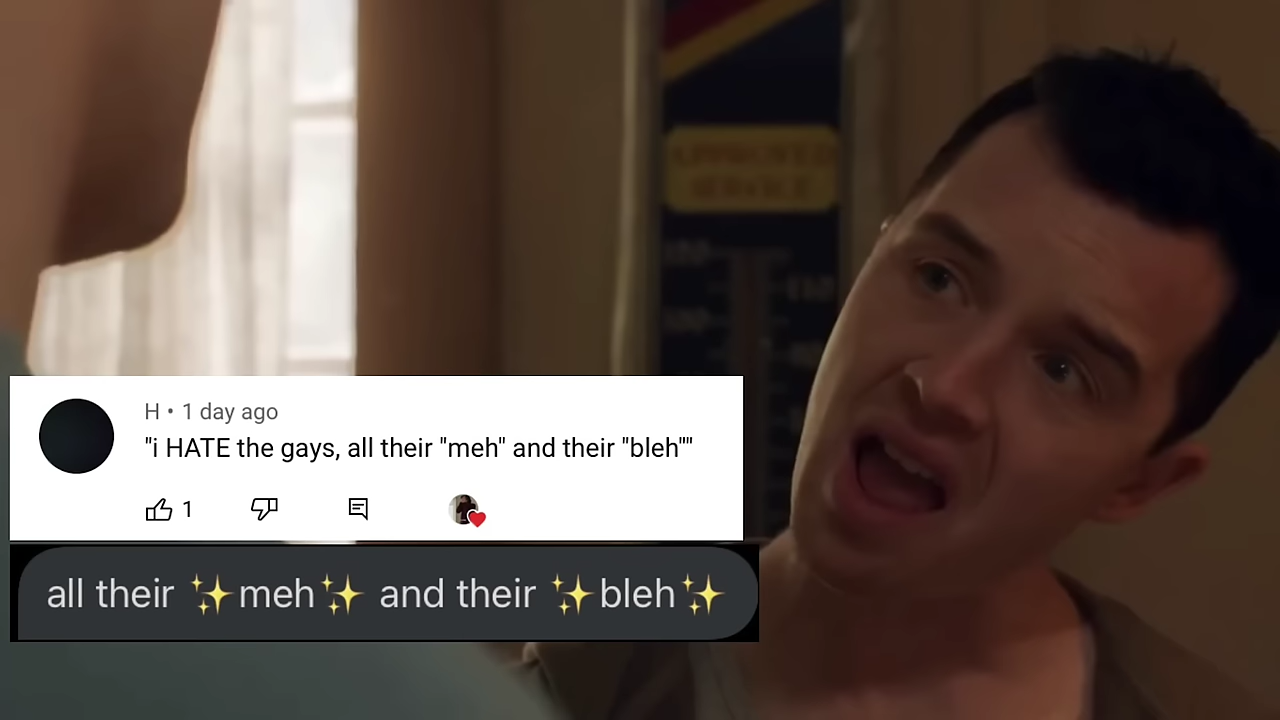 H • 1 day ago
"i HATE the gays, all their "meh" and their "bleh""
1
all their ✨meh✨ and their ✨bleh✨